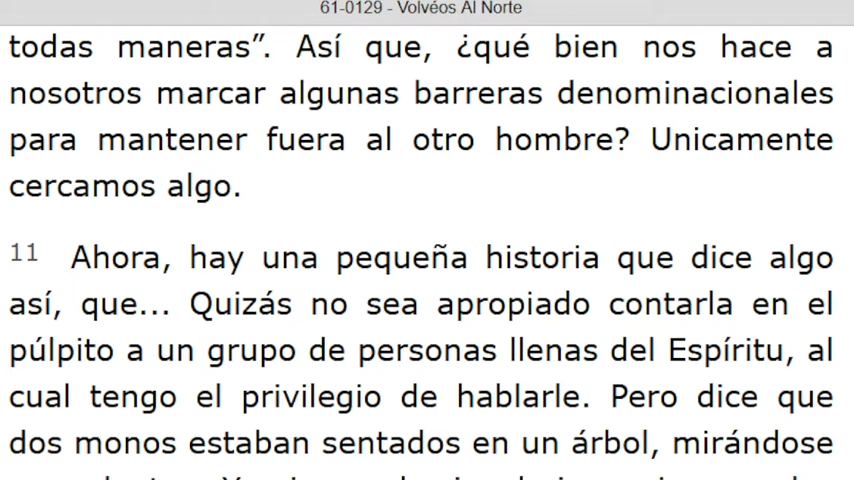 61-0129 - Volvéos Al Norte
todas maneras”. Así que, ¿qué bien nos hace a
nosotros marcar algunas barreras denominacionales
para mantener fuera al otro hombre? Unicamente
cercamos algo.
11 Ahora, hay una pequeña historia que dice algo
así, que... Quizás no sea apropiado contarla en el
púlpito a un grupo de personas llenas del Espíritu, al
cual tengo el privilegio de hablarle. Pero dice que
dos monos estaban sentados en un árbol, mirándose